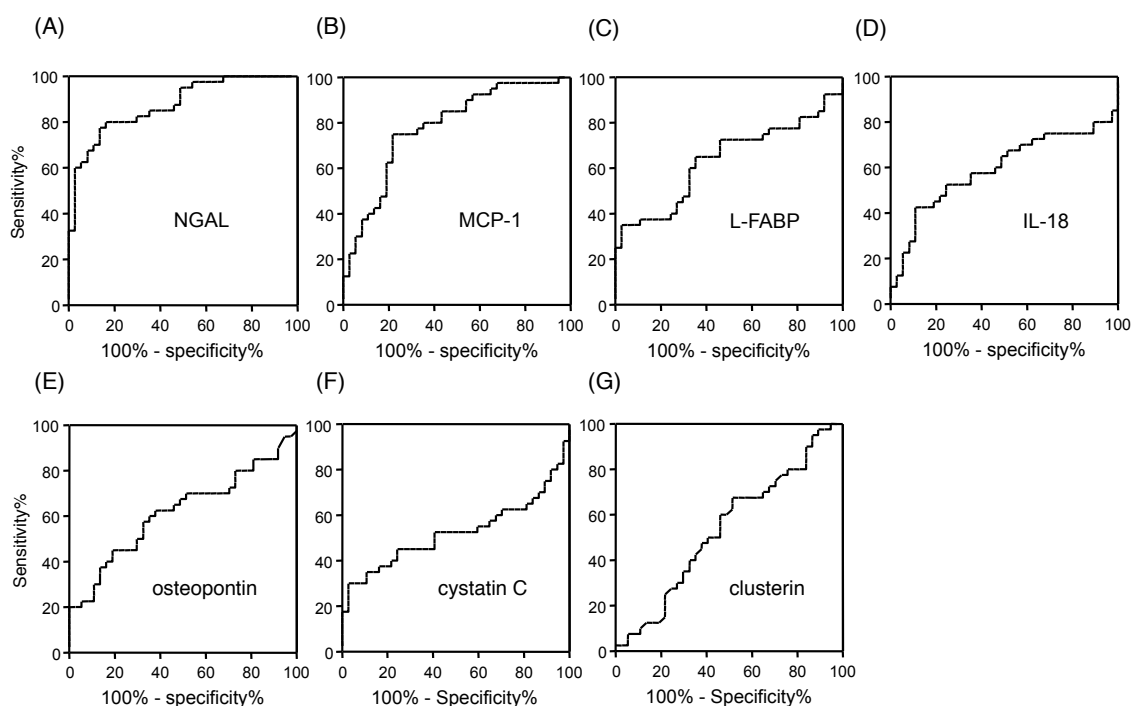 (A)
(B)
(C)
(D)
100
80
60
40
20
0
Sensitivity%
NGAL
0 20 40 60 80 100
100% - specificity%
100
80
60
40
20
0
MCP-1
0 20 40 60 80 100
100% - specificity%
100
80
60
40
20
0
L-FABP
0 20 40 60 80 100
100% - specificity%
100
80
60
40
20
0
IL-18
0 20 40 60 80 100
100% - specificity%
(E)
(F)
(G)
100
80
60
40
20
0
Sensitivity%
osteopontin
0 20 40 60 80 100
100% - specificity%
100
80
60
40
20
0
cystatin C
0 20 40 60 80 100
100% - Specificity%
100
80
60
40
20
0
clusterin
0 20 40 60 80 100
100% - Specificity%